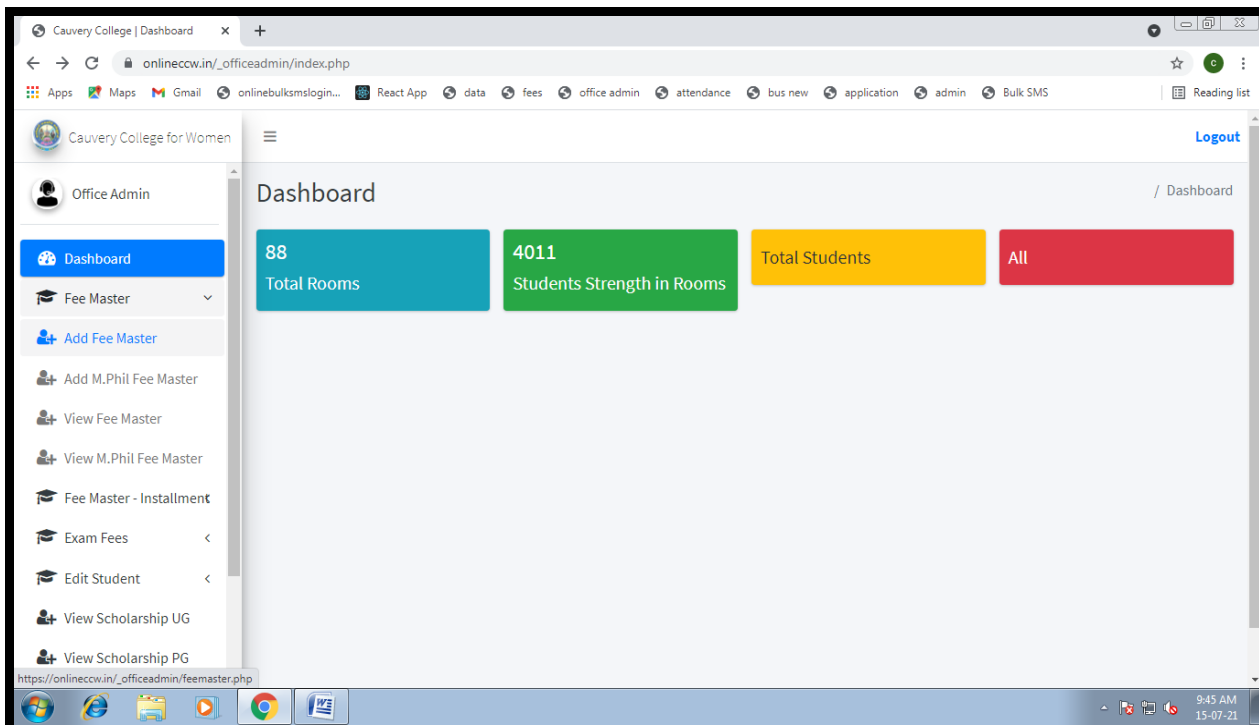 Cauvery College | Dashboard
onlineccw.in/_officeadmin/index.php
Apps Maps Gmail onlinebulksmslogin... React App data fees office admin attendance bus new application admin Bulk SMS Reading list
Cauvery College for Women
Logout
Office Admin
Dashboard
/ Dashboard
Dashboard
Fee Master
Add Fee Master
Add M.Phil Fee Master
View Fee Master
View M.Phil Fee Master
Fee Master - Installment
Exam Fees
Edit Student
View Scholarship UG
View Scholarship PG
88
Total Rooms
4011
Students Strength in Rooms
Total Students
All
https://onlineccw.in/_officeadmin/feemaster.php
9:45 AM
15-07-21